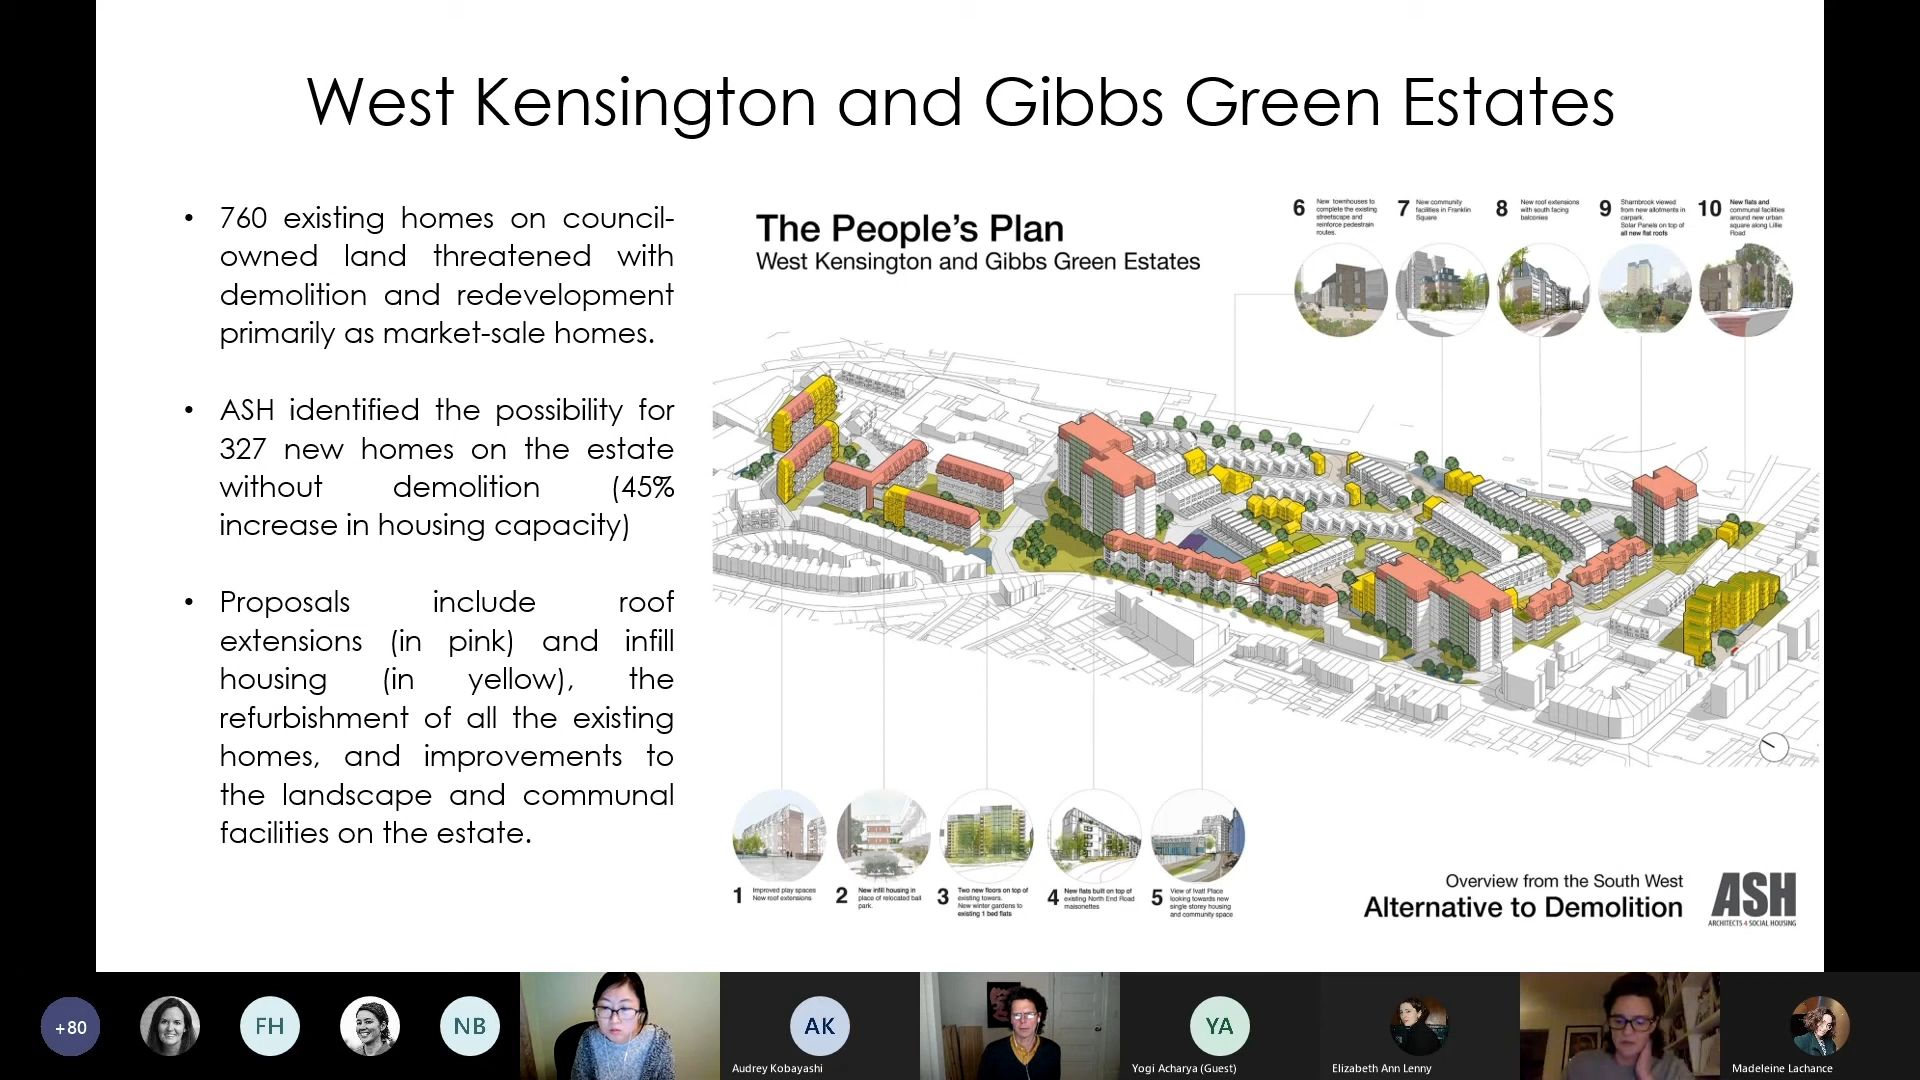 West Kensington and Gibbs Green Estates
• 760 existing homes on council-
owned land threatened with
demolition and redevelopment
primarily as market-sale homes.
• ASH identified the possibility for
327 new homes on the estate
without demolition (45%
increase in housing capacity)
• Proposals include roof
extensions (in pink) and infill
housing (in yellow), the
refurbishment of all the existing
homes, and improvements to
the landscape and communal
facilities on the estate.
The People's Plan
West Kensington and Gibbs Green Estates
6 New townhouses to
complete the existing
streetscape and
reinforce pedestrain
routes.
7 New community
facilities in Franklin
Square
8 New roof extensions
with south facing
balconies
9 Sharnbrook viewed
from new allotments in
carpark.
Solar Panels on top of
all new flat roofs
10 New flats and
communal facilities
around new urban
square along Lillie
Road
1 Improved play spaces
New roof extensions
2 New infill housing in
place of relocated ball
park.
3 Two new floors on top of
existing towers.
New winter gardens to
existing 1 bed flats
4 New flats built on top of
existing North End Road
maisonettes
5 View of Ivatt Place
looking towards new
single storey housing
and community space
Overview from the South West
Alternative to Demolition
ASH
ARCHITECTS 4 SOCIAL HOUSING
+80
FH
NB
AK
Audrey Kobayashi
YA
Yogi Acharya (Guest)
Elizabeth Ann Lenny
Madeleine Lachance